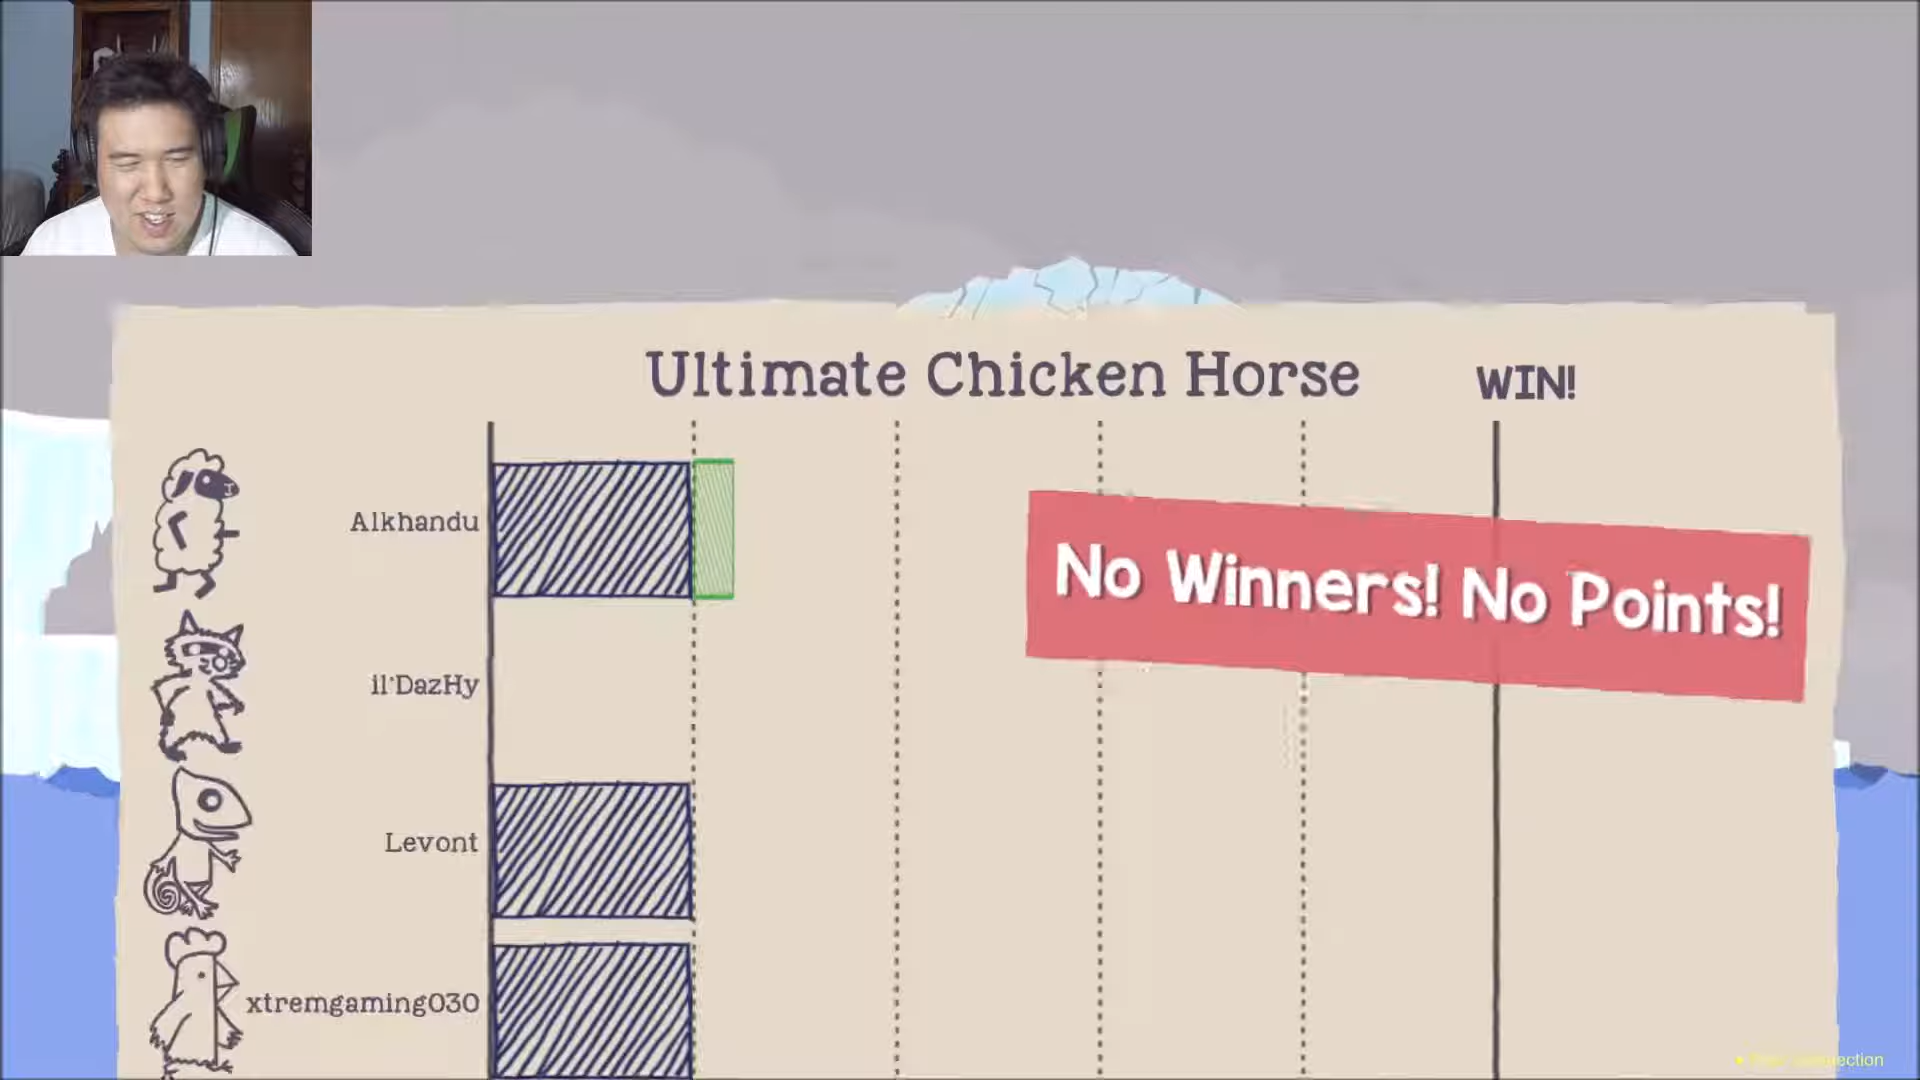 Ultimate Chicken Horse
WIN!
Alkhandu
No Winners! No Points!
il'DazHy
Levont
xtremgaming030